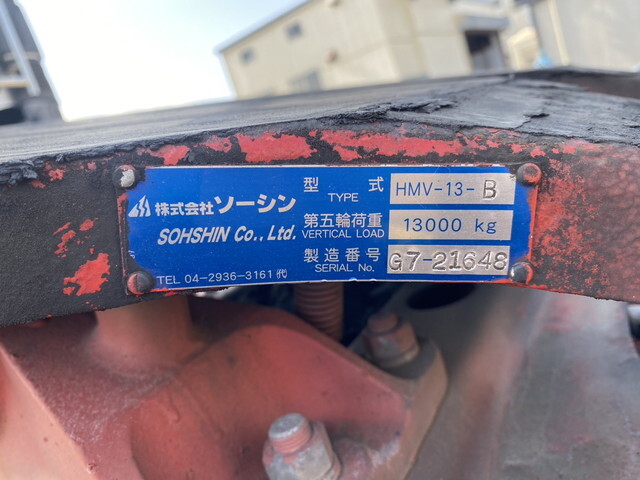 株式会社ソーシン
SOHSHIN Co., Ltd.
TEL 04-2936-3161 ㈹
型 式 HMV-13-B
TYPE
第五輪荷重 13000 kg
VERTICAL LOAD
製造番号 G7-21648
SERIAL No.